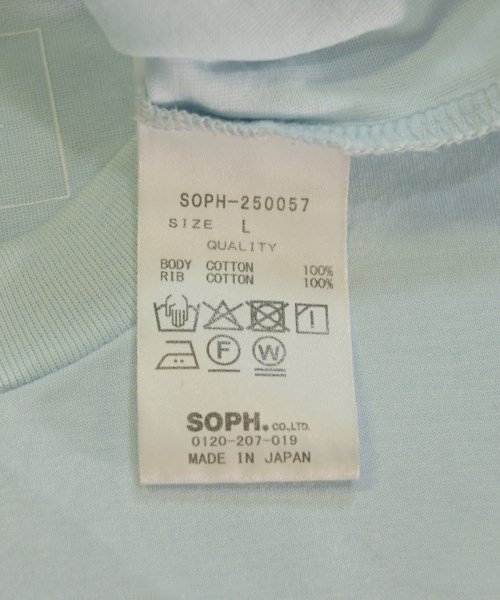 SOPH-250057
SIZE L
QUALITY
BODY COTTON 100%
RIB COTTON 100%
F W
SOPH. CO.,LTD.
0120-207-019
MADE IN JAPAN